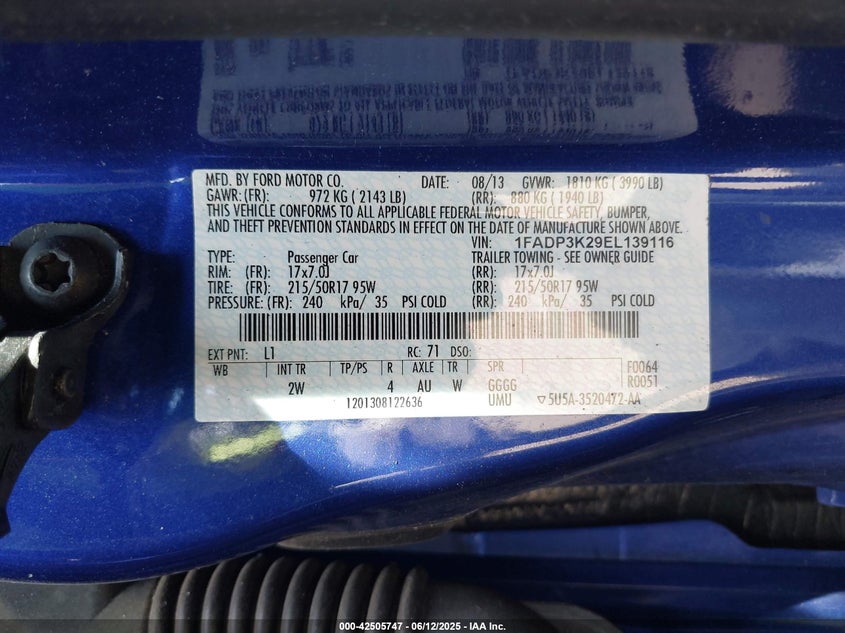 MFD. BY FORD MOTOR CO. DATE: 08/13 GVWR: 1810 KG ( 3990 LB)
GAWR: (FR): 972 KG ( 2143 LB) (RR): 880 KG ( 1940 LB)
THIS VEHICLE CONFORMS TO ALL APPLICABLE FEDERAL MOTOR VEHICLE SAFETY, BUMPER,
AND THEFT PREVENTION STANDARDS IN EFFECT ON THE DATE OF MANUFACTURE SHOWN ABOVE.
VIN: 1FADP3K29EL139116
TYPE: Passenger Car TRAILER TOWING - SEE OWNER GUIDE
RIM: (FR): 17x7.0J (RR): 17x7.0J
TIRE: (FR): 215/50R17 95W (RR): 215/50R17 95W
PRESSURE: (FR): 240 kPa/ 35 PSI COLD (RR): 240 kPa/ 35 PSI COLD
EXT PNT: L1 RC: 71 DSO:
WB INT TR TP/PS R AXLE TR SPR F0064
2W 4 AU W GGGG R0051
1201308122636 UMU ▽5U5A-3520472-AA
000-42505747 - 06/12/2025 - IAA Inc.